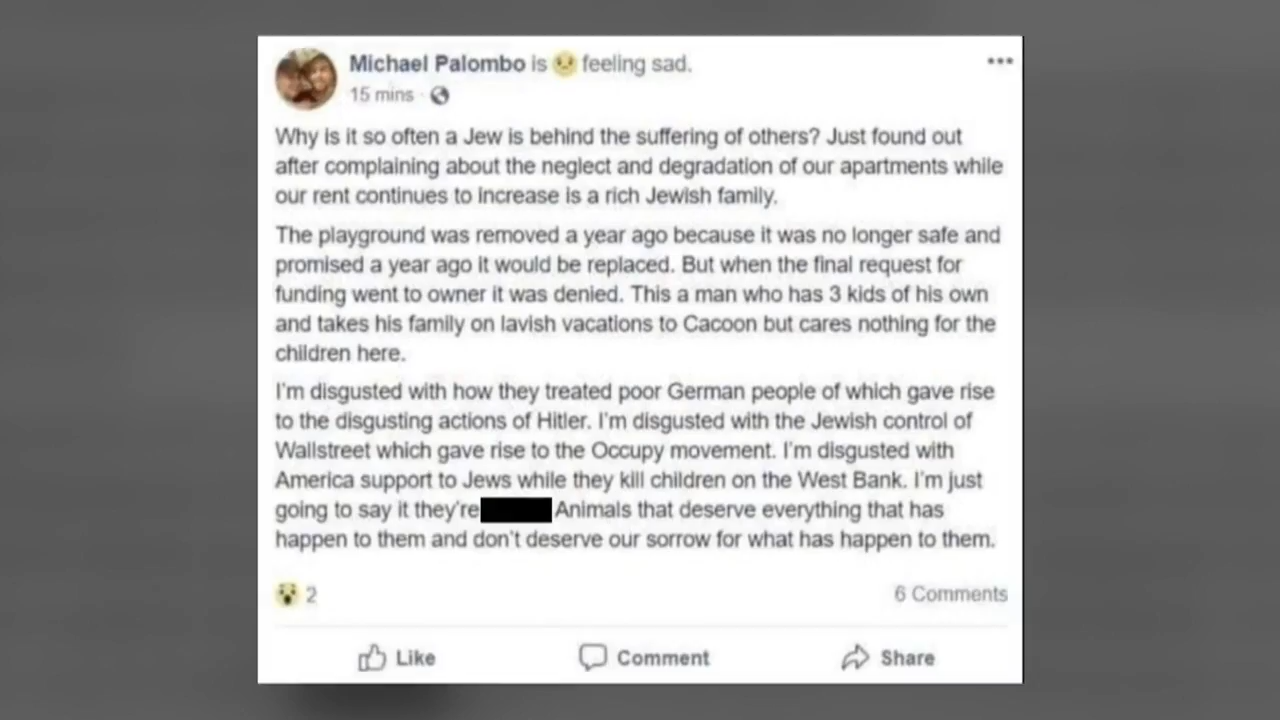 Michael Palombo is feeling sad.
15 mins
Why is it so often a Jew is behind the suffering of others? Just found out
after complaining about the neglect and degradation of our apartments while
our rent continues to increase is a rich Jewish family.
The playground was removed a year ago because it was no longer safe and
promised a year ago it would be replaced. But when the final request for
funding went to owner it was denied. This a man who has 3 kids of his own
and takes his family on lavish vacations to Cacoon but cares nothing for the
children here.
I'm disgusted with how they treated poor German people of which gave rise
to the disgusting actions of Hitler. I'm disgusted with the Jewish control of
Wallstreet which gave rise to the Occupy movement. I'm disgusted with
America support to Jews while they kill children on the West Bank. I'm just
going to say it they're Animals that deserve everything that has
happen to them and don't deserve our sorrow for what has happen to them.
2
6 Comments
Like
Comment
Share